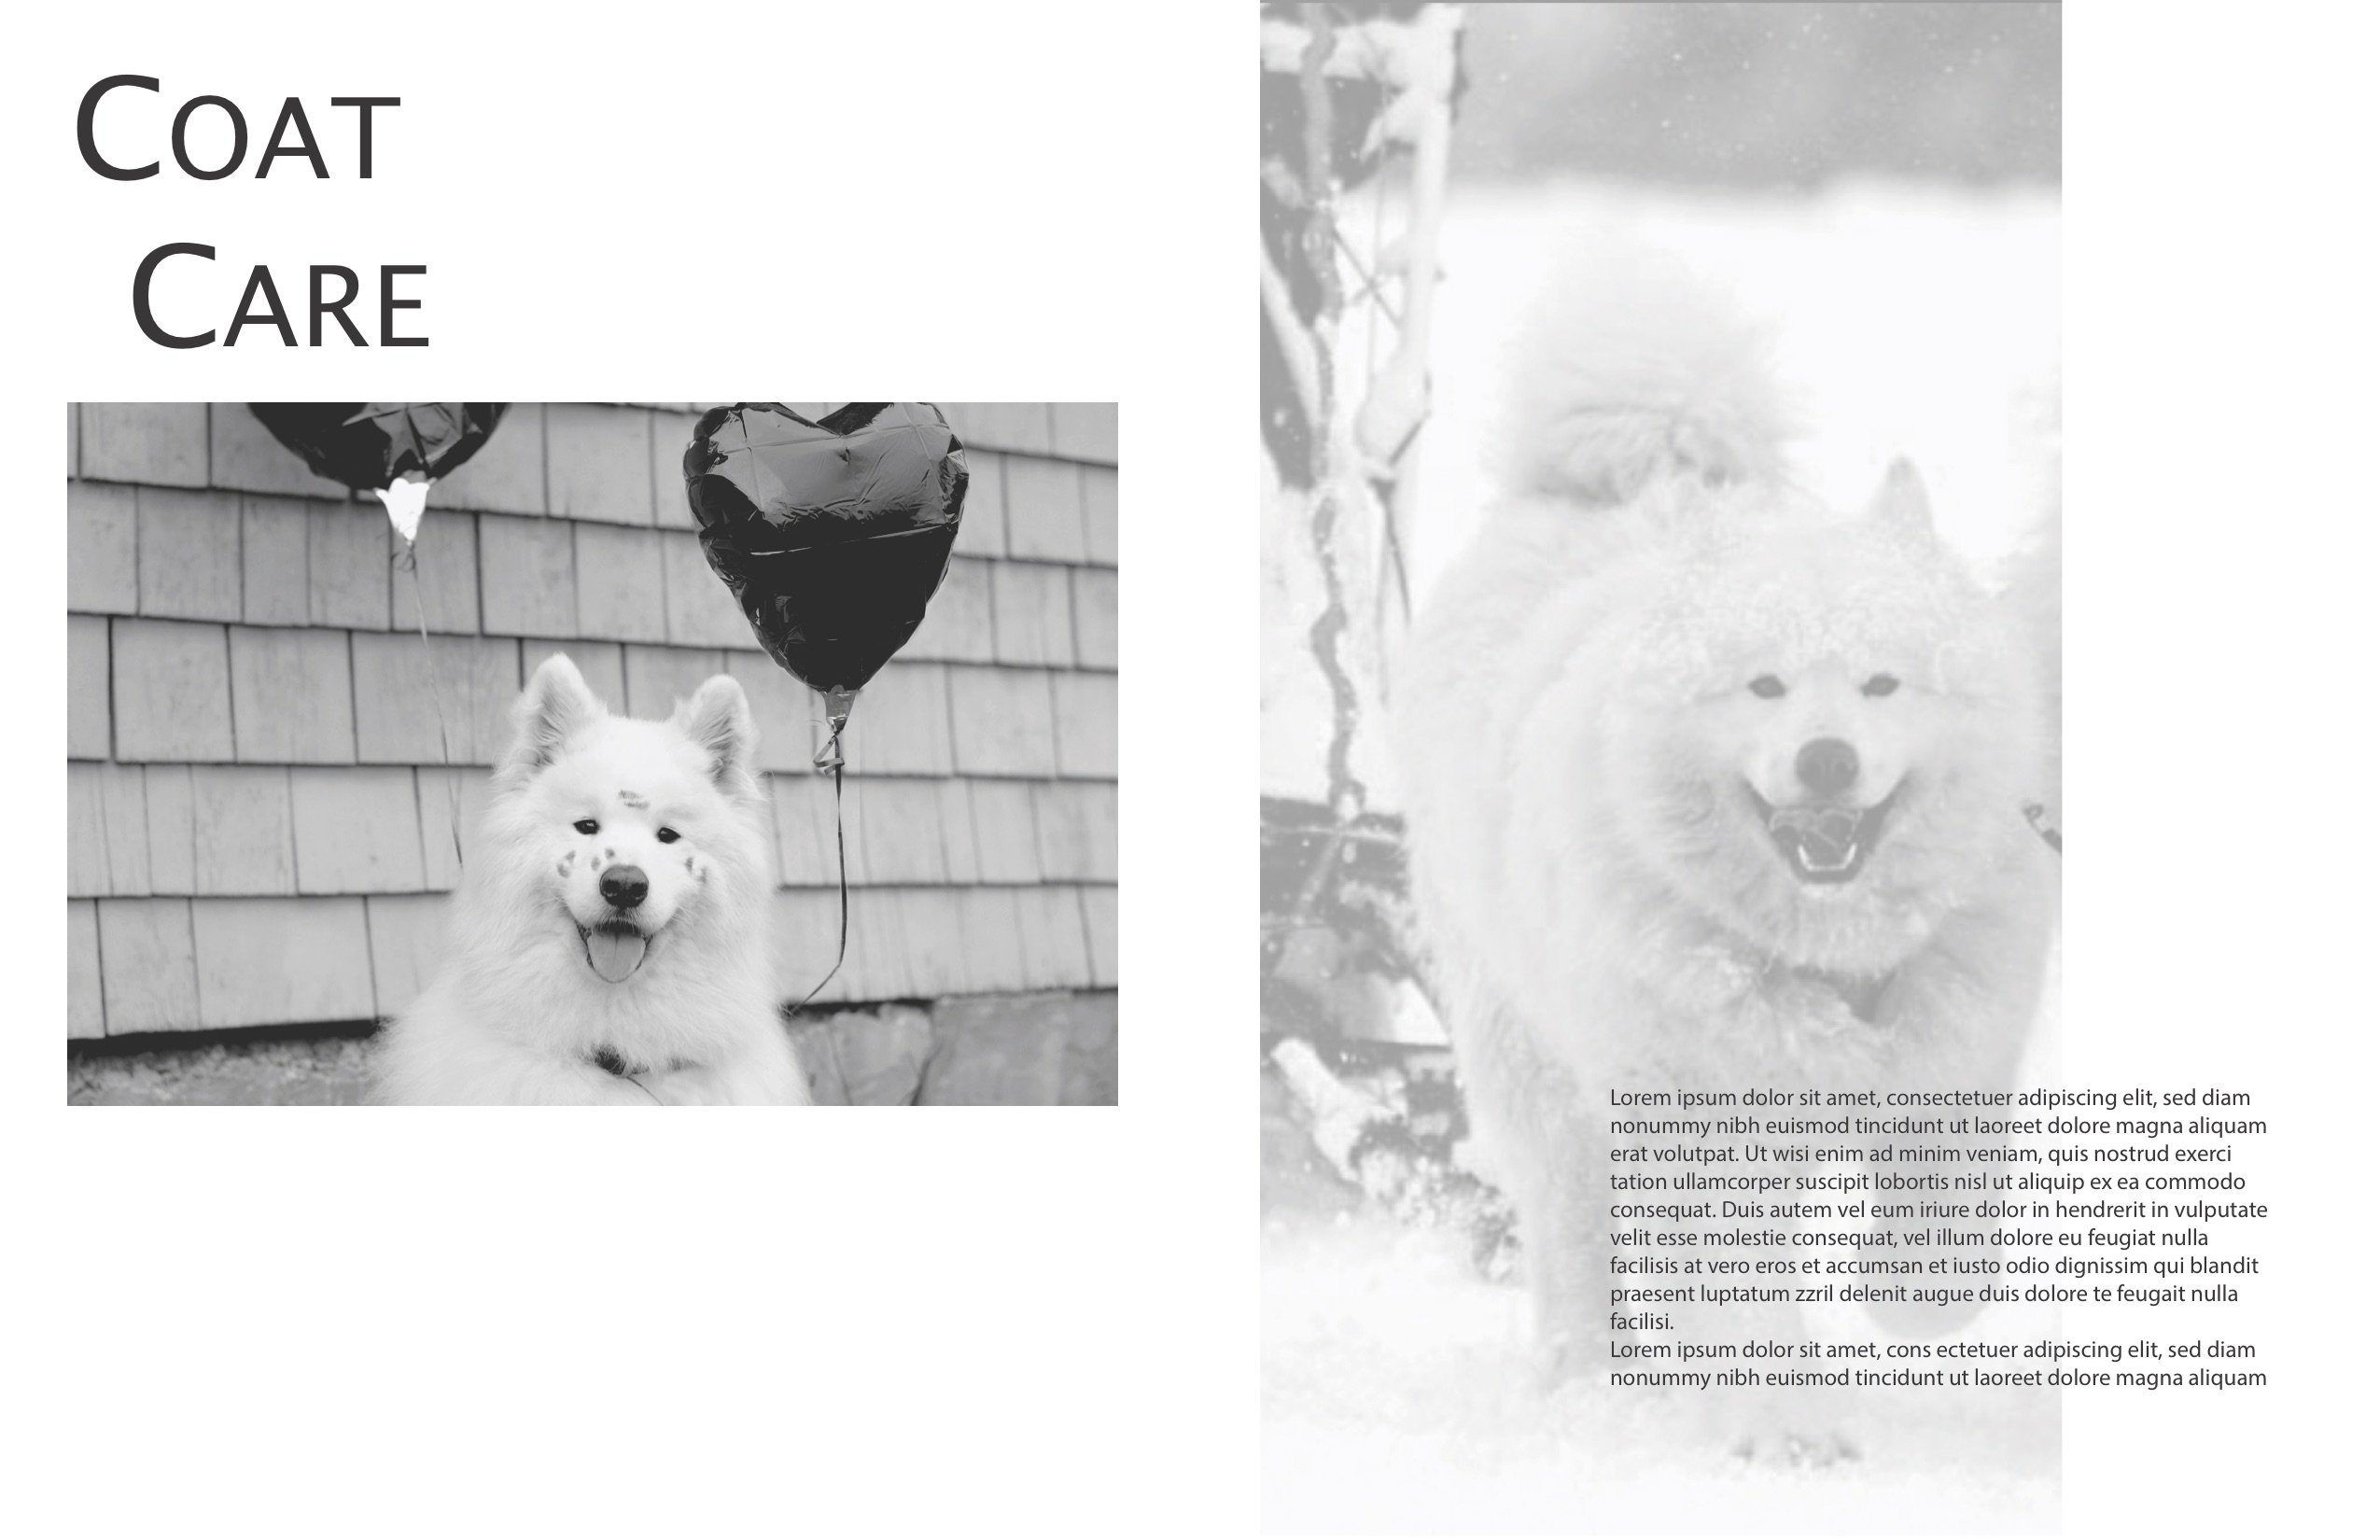 COAT
CARE
Lorem ipsum dolor sit amet, consectetuer adipiscing elit, sed diam
nonummy nibh euismod tincidunt ut laoreet dolore magna aliquam
erat volutpat. Ut wisi enim ad minim veniam, quis nostrud exerci
tation ullamcorper suscipit lobortis nisl ut aliquip ex ea commodo
consequat. Duis autem vel eum iriure dolor in hendrerit in vulputate
velit esse molestie consequat, vel illum dolore eu feugiat nulla
facilisis at vero eros et accumsan et iusto odio dignissim qui blandit
praesent luptatum zzril delenit augue duis dolore te feugait nulla
facilisi.
Lorem ipsum dolor sit amet, cons ectetuer adipiscing elit, sed diam
nonummy nibh euismod tincidunt ut laoreet dolore magna aliquam